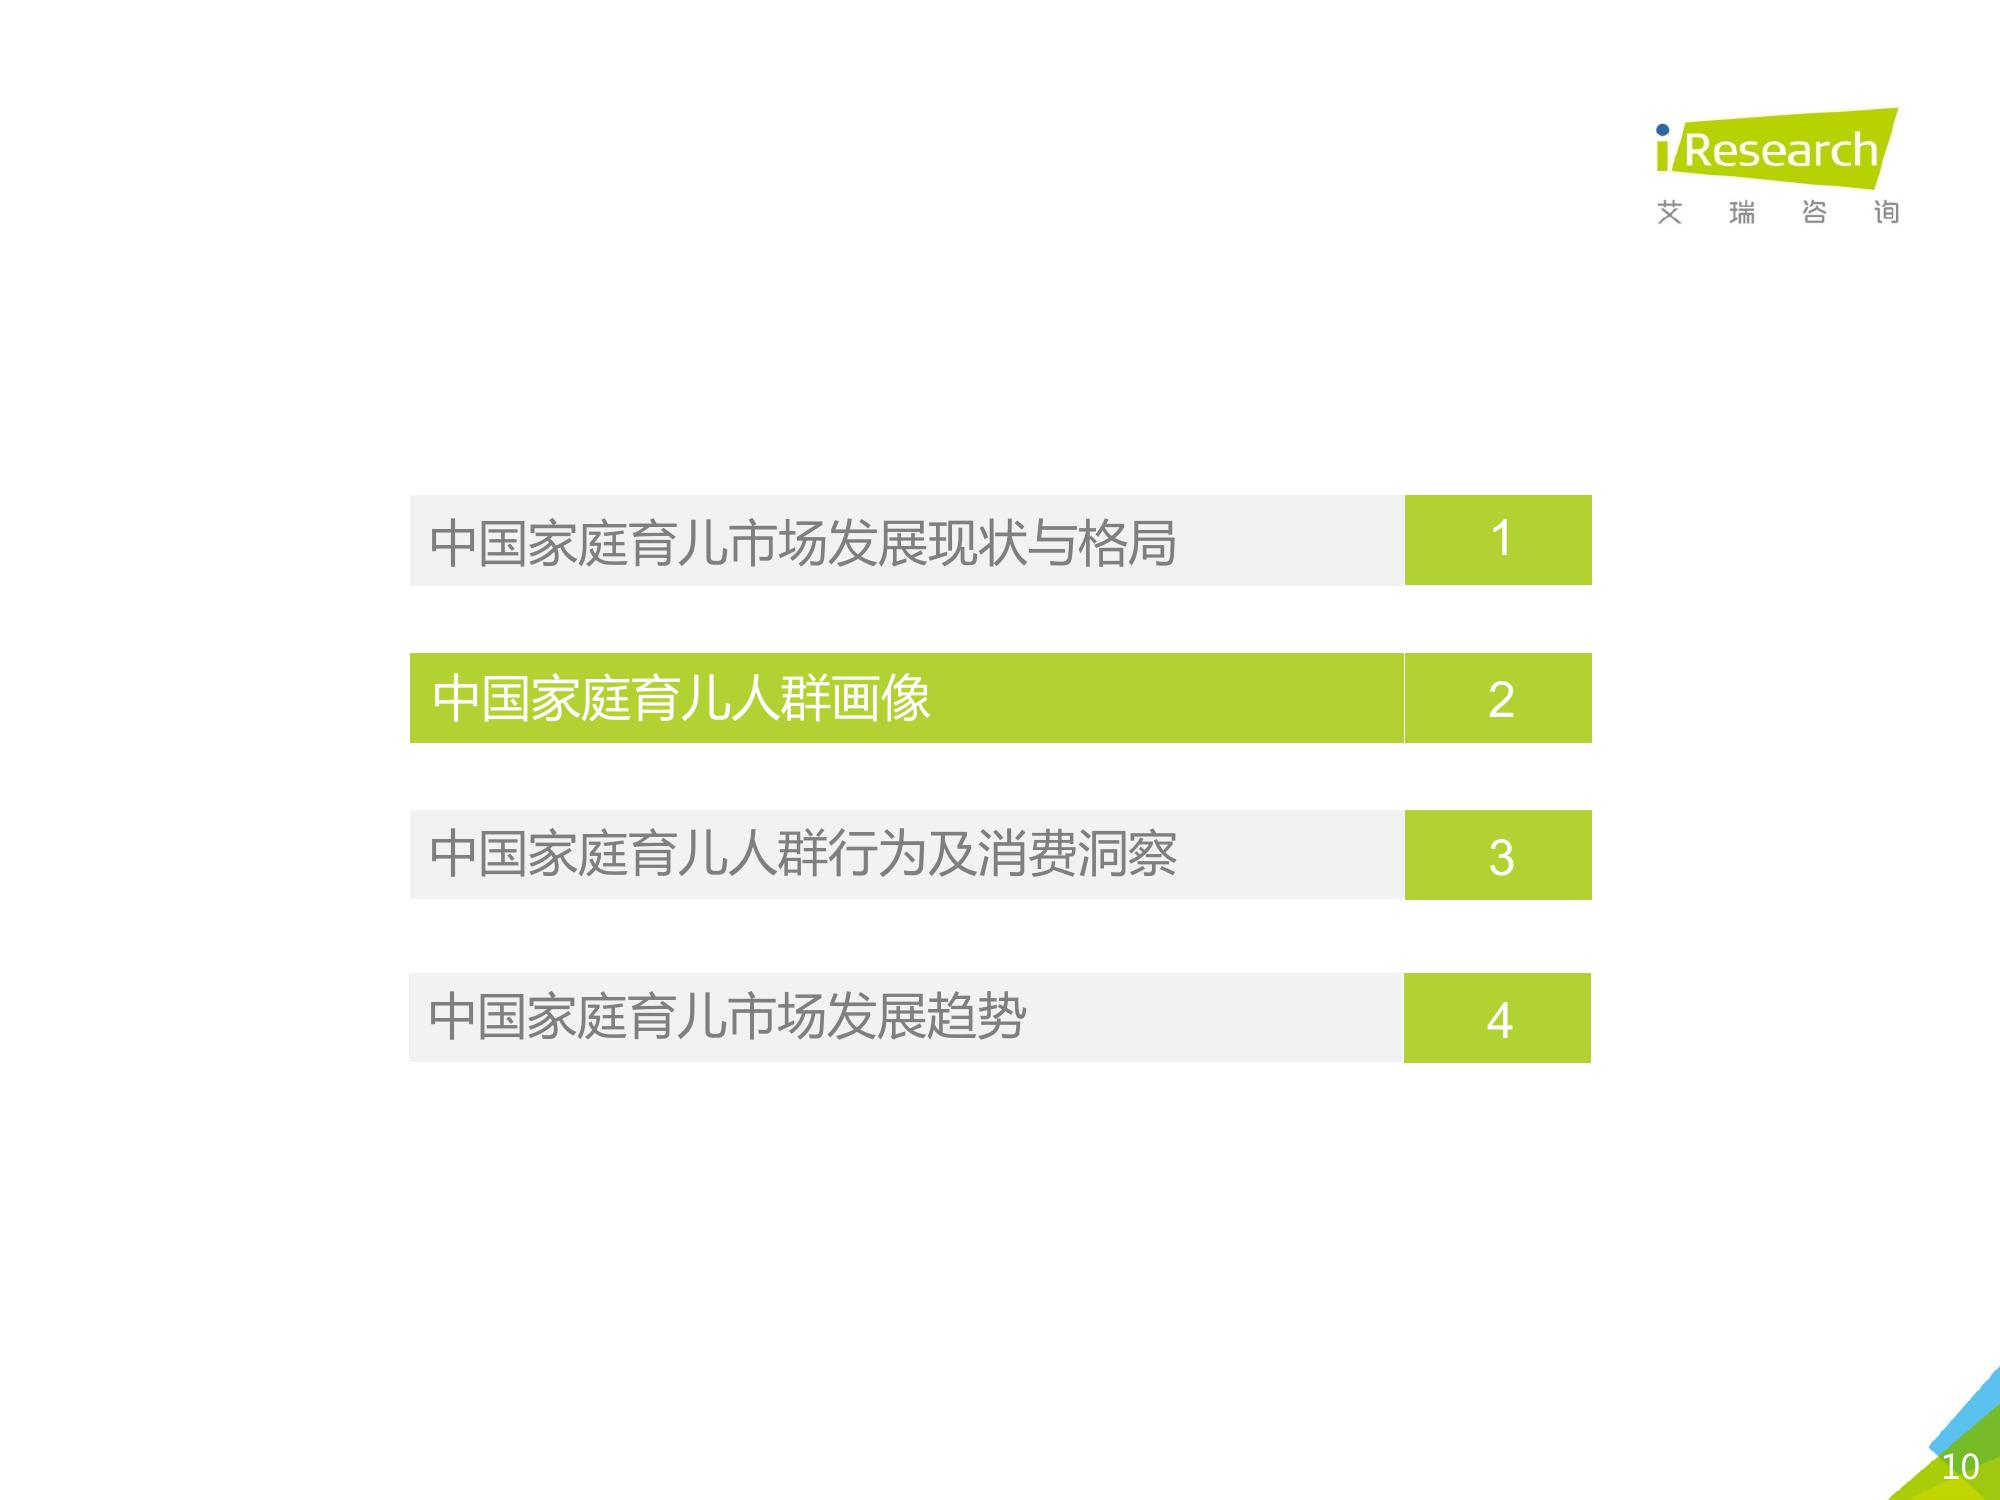 iResearch
艾瑞咨询
中国家庭育儿市场发展现状与格局 1
中国家庭育儿人群画像 2
中国家庭育儿人群行为及消费洞察 3
中国家庭育儿市场发展趋势 4
10